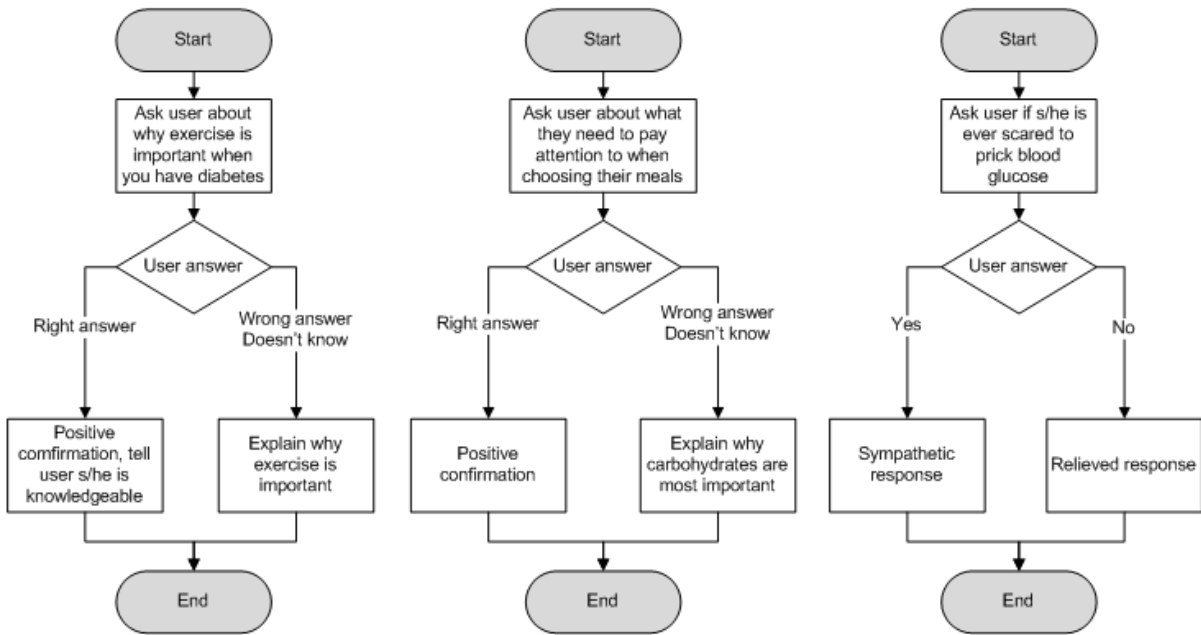 Start
Ask user about
why exercise is
important when
you have diabetes
User answer
Right answer
Wrong answer
Doesn't know
Positive
comfirmation, tell
user s/he is
knowledgeable
Explain why
exercise is
important
End
Start
Ask user about what
they need to pay
attention to when
choosing their meals
User answer
Right answer
Wrong answer
Doesn't know
Positive
confirmation
Explain why
carbohydrates are
most important
End
Start
Ask user if s/he is
ever scared to
prick blood
glucose
User answer
Yes
No
Sympathetic
response
Relieved response
End